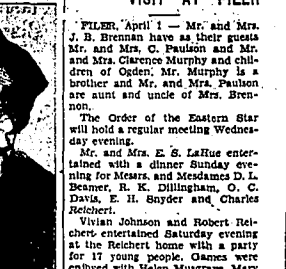 VISIT AT FILER
FILER, April 1 — Mr. and Mrs.
J. B. Brennan have as their guests
Mr. and Mrs. C. Paulson and Mr.
and Mrs. Clarence Murphy and chil-
dren of Ogden. Mr. Murphy is a
brother and Mr. and Mrs. Paulson
are aunt and uncle of Mrs. Bren-
non.
The Order of the Eastern Star
will hold a regular meeting Wednes-
day evening.
Mr. and Mrs. E. S. LaHue enter-
tained with a dinner Sunday eve-
ning for Messrs. and Mesdames D. L.
Beamer, R. K. Dillingham, O. C.
Davis, E. H. Snyder and Charles
Reichert.
Vivian Johnson and Robert Rei-
chert entertained Saturday evening
at the Reichert home with a party
for 17 young people. Games were
enjoyed with Helen Musgrave, Mary